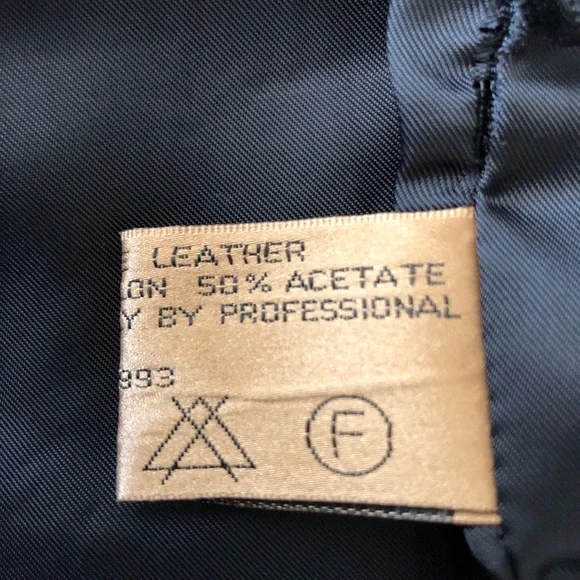 LEATHER
ON 50% ACETATE
Y BY PROFESSIONAL
993
F